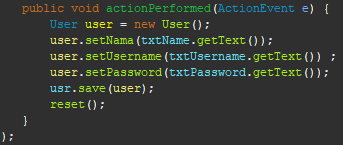 public void actionPerformed(ActionEvent e) {
User user = new User();
user.setNama(txtName.getText());
user.setUsername(txtUsername.getText()) ;
user.setPassword(txtPassword.getText());
usr.save(user);
reset();
}
);